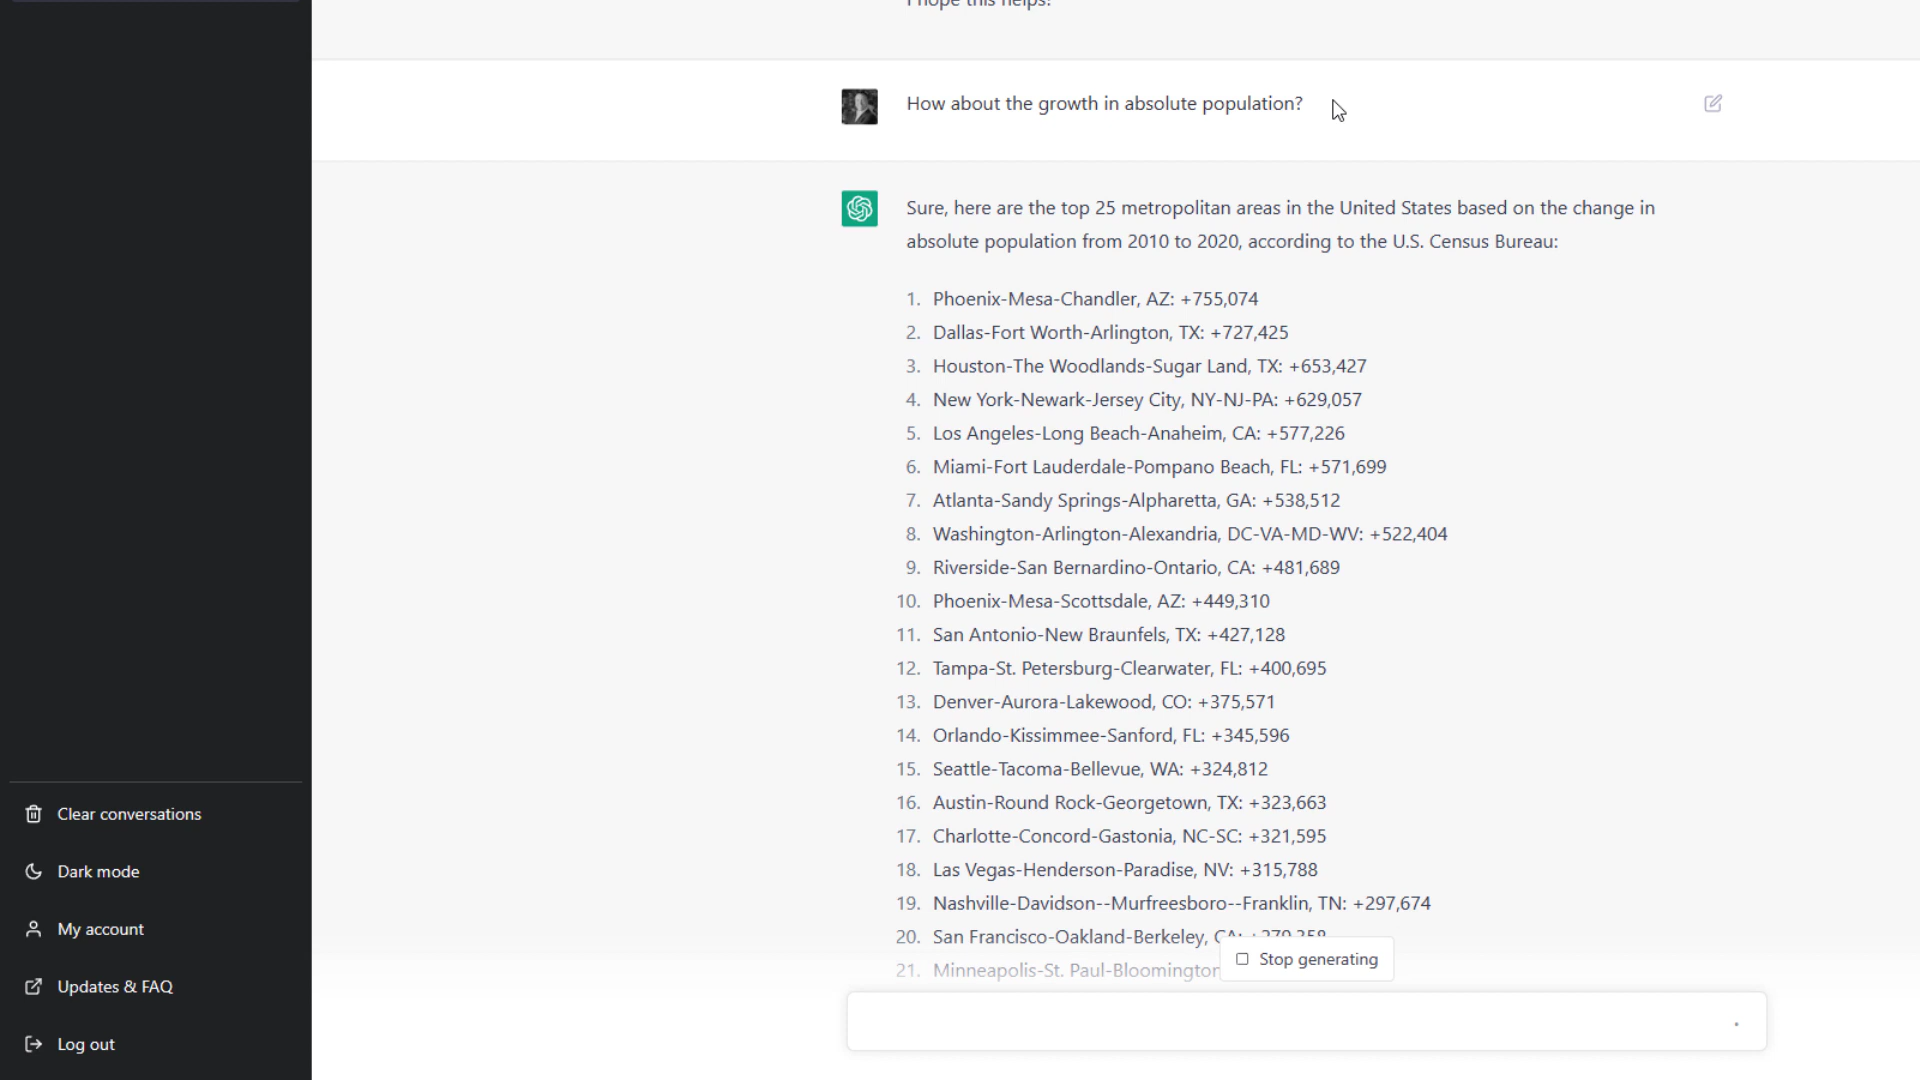 I hope this helps!
How about the growth in absolute population?
Sure, here are the top 25 metropolitan areas in the United States based on the change in
absolute population from 2010 to 2020, according to the U.S. Census Bureau:
1. Phoenix-Mesa-Chandler, AZ: +755,074
2. Dallas-Fort Worth-Arlington, TX: +727,425
3. Houston-The Woodlands-Sugar Land, TX: +653,427
4. New York-Newark-Jersey City, NY-NJ-PA: +629,057
5. Los Angeles-Long Beach-Anaheim, CA: +577,226
6. Miami-Fort Lauderdale-Pompano Beach, FL: +571,699
7. Atlanta-Sandy Springs-Alpharetta, GA: +538,512
8. Washington-Arlington-Alexandria, DC-VA-MD-WV: +522,404
9. Riverside-San Bernardino-Ontario, CA: +481,689
10. Phoenix-Mesa-Scottsdale, AZ: +449,310
11. San Antonio-New Braunfels, TX: +427,128
12. Tampa-St. Petersburg-Clearwater, FL: +400,695
13. Denver-Aurora-Lakewood, CO: +375,571
14. Orlando-Kissimmee-Sanford, FL: +345,596
15. Seattle-Tacoma-Bellevue, WA: +324,812
16. Austin-Round Rock-Georgetown, TX: +323,663
17. Charlotte-Concord-Gastonia, NC-SC: +321,595
18. Las Vegas-Henderson-Paradise, NV: +315,788
19. Nashville-Davidson--Murfreesboro--Franklin, TN: +297,674
20. San Francisco-Oakland-Berkeley, CA:
21. Minneapolis-St. Paul-Bloomington
Stop generating
Clear conversations
Dark mode
My account
Updates & FAQ
Log out